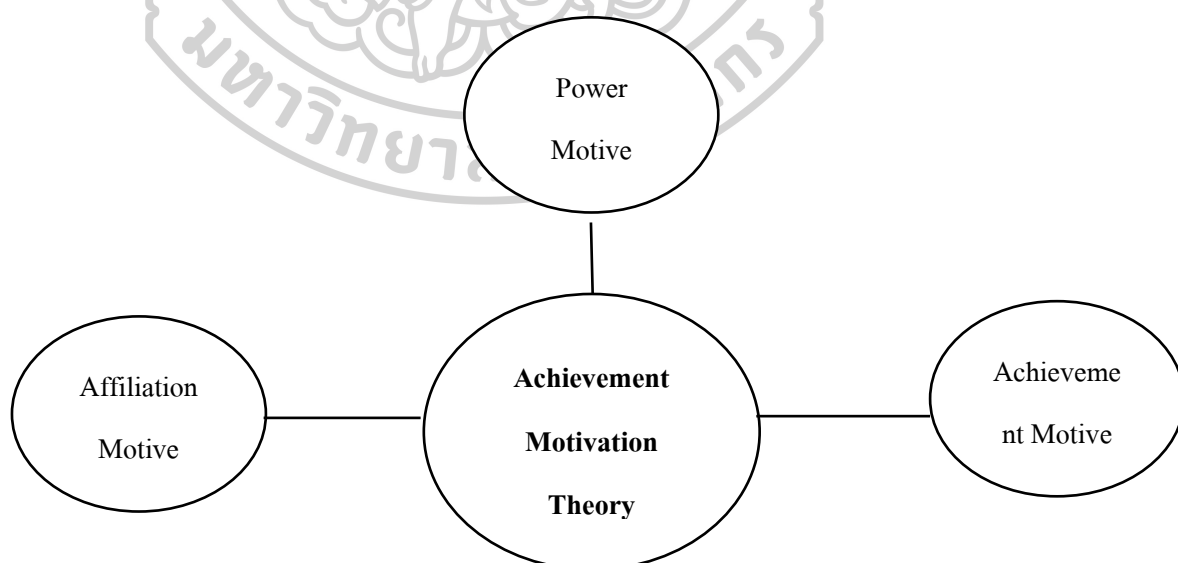 Power
Motive
Affiliation
Motive
Achievement
Motivation
Theory
Achieveme
nt Motive